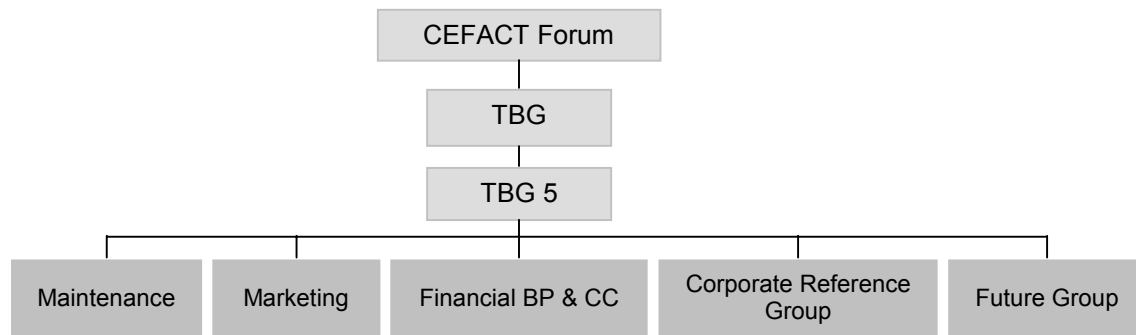 CEFACT Forum
TBG
TBG 5
Maintenance
Marketing
Financial BP & CC
Corporate Reference
Group
Future Group